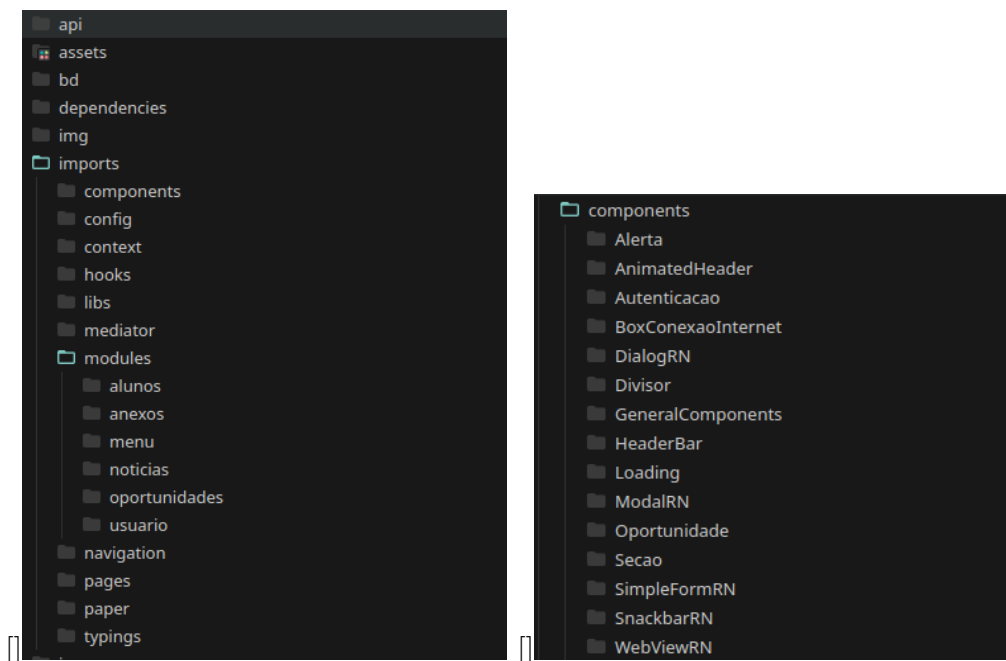 api
assets
bd
dependencies
img
imports
components
config
context
hooks
libs
mediator
modules
alunos
anexos
menu
noticias
oportunidades
usuario
navigation
pages
paper
typings
components
Alerta
AnimatedHeader
Autenticacao
BoxConexaoInternet
DialogRN
Divisor
GeneralComponents
HeaderBar
Loading
ModalRN
Oportunidade
Secao
SimpleFormRN
SnackbarRN
WebViewRN